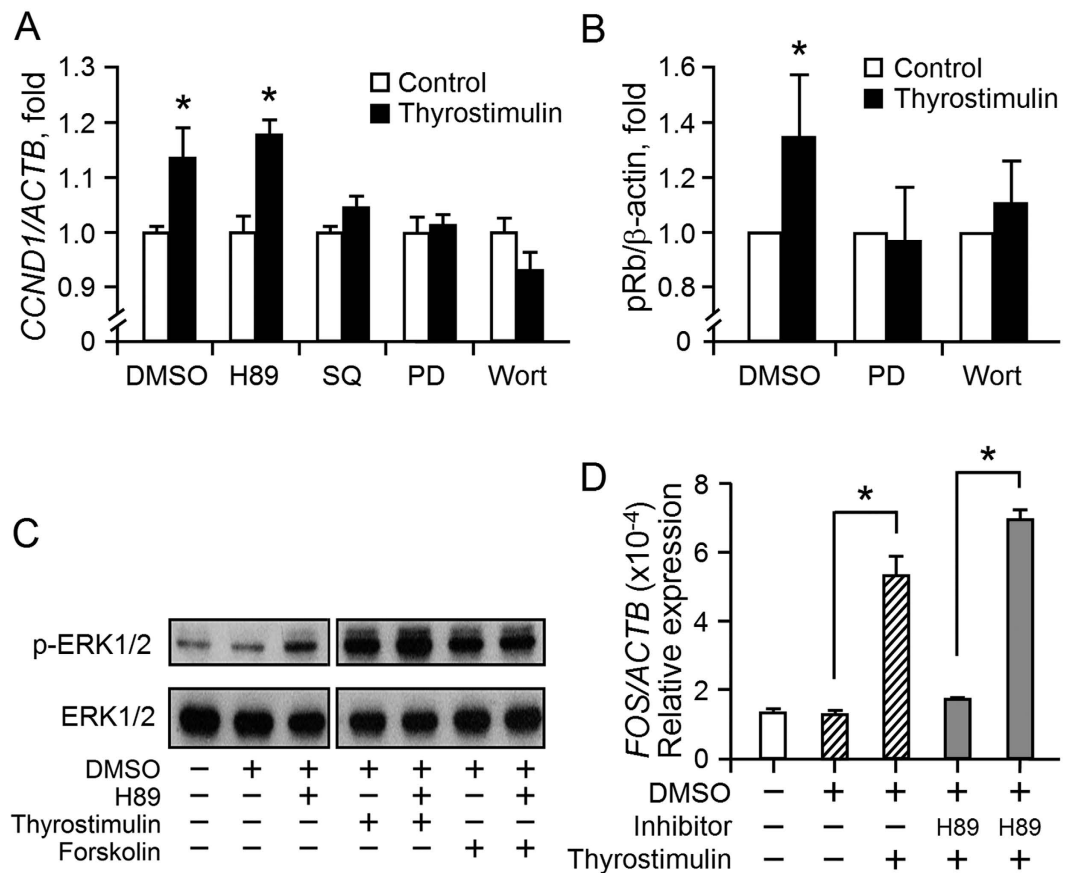 A
CCND1/ACTB, fold
1.3
1.2
1.1
1.0
0.9
0
Control
Thyrostimulin
*
*
DMSO H89 SQ PD Wort
B
pRb/β-actin, fold
1.6
1.4
1.2
1.0
0.8
0
Control
Thyrostimulin
*
DMSO PD Wort
C
p-ERK1/2
ERK1/2
DMSO − + + + + + +
H89 − − + − + − +
Thyrostimulin − − − + + − −
Forskolin − − − − − + +
D
FOS/ACTB (x10-4)
Relative expression
8
6
4
2
0
*
*
DMSO − + + + +
Inhibitor − − − H89 H89
Thyrostimulin − − + + +